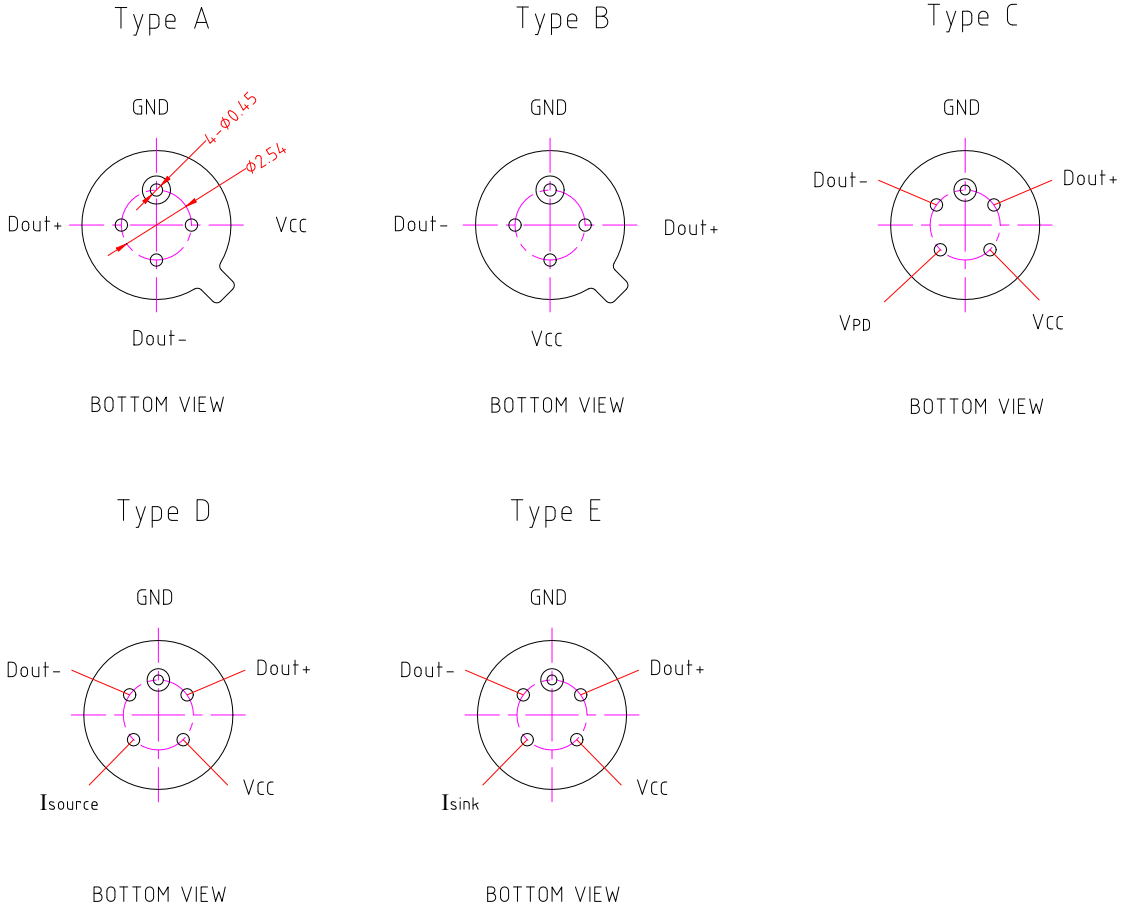 Type A
GND
4-Ø0.45
Ø2.54
Dout+
VCC
Dout-
BOTTOM VIEW
Type B
GND
Dout-
Dout+
VCC
BOTTOM VIEW
Type C
GND
Dout-
Dout+
VPD
VCC
BOTTOM VIEW
Type D
GND
Dout-
Dout+
Isource
VCC
BOTTOM VIEW
Type E
GND
Dout-
Dout+
Isink
VCC
BOTTOM VIEW